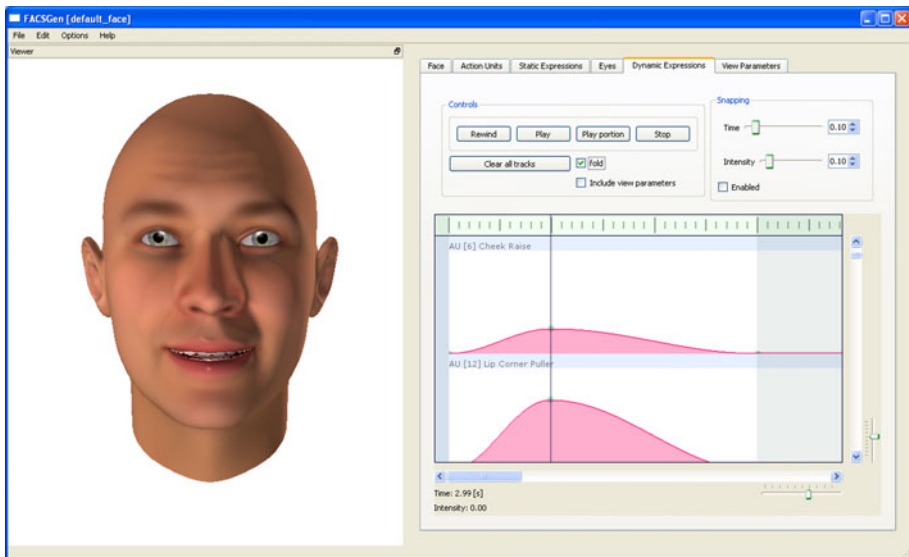 FACSGen [default_face]
File Edit Options Help
Viewer
Face Action Units Static Expressions Eyes Dynamic Expressions View Parameters
Controls
Rewind Play Play portion Stop
Clear all tracks fold
Include view parameters
Snapping
Time 0.10
Intensity 0.10
Enabled
AU [6] Cheek Raise
AU [12] Lip Corner Puller
Time: 2.99 [s]
Intensity: 0.00